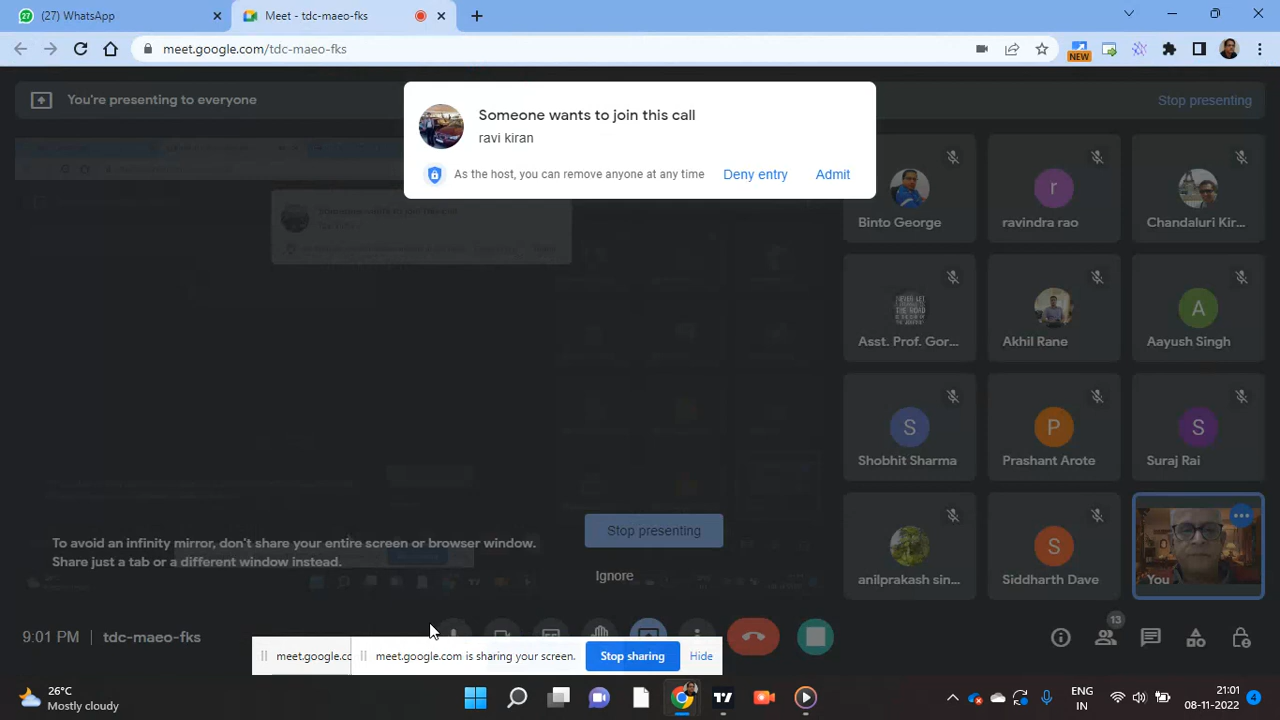 (27) WhatsApp
Meet - tdc-maeo-fks
meet.google.com/tdc-maeo-fks
NEW
You're presenting to everyone
Stop presenting
Someone wants to join this call
ravi kiran
As the host, you can remove anyone at any time
Deny entry
Admit
Binto George
r
ravindra rao
Chandaluri Kir...
Asst. Prof. Gor...
Akhil Rane
A
Aayush Singh
S
Shobhit Sharma
P
Prashant Arote
S
Suraj Rai
anilprakash sin...
S
Siddharth Dave
You
Stop presenting
Ignore
To avoid an infinity mirror, don't share your entire screen or browser window.
Share just a tab or a different window instead.
9:01 PM
tdc-maeo-fks
13
meet.google.cc
meet.google.com is sharing your screen.
Stop sharing
Hide
26°C
Mostly cloudy
ENG
IN
21:01
08-11-2022
4